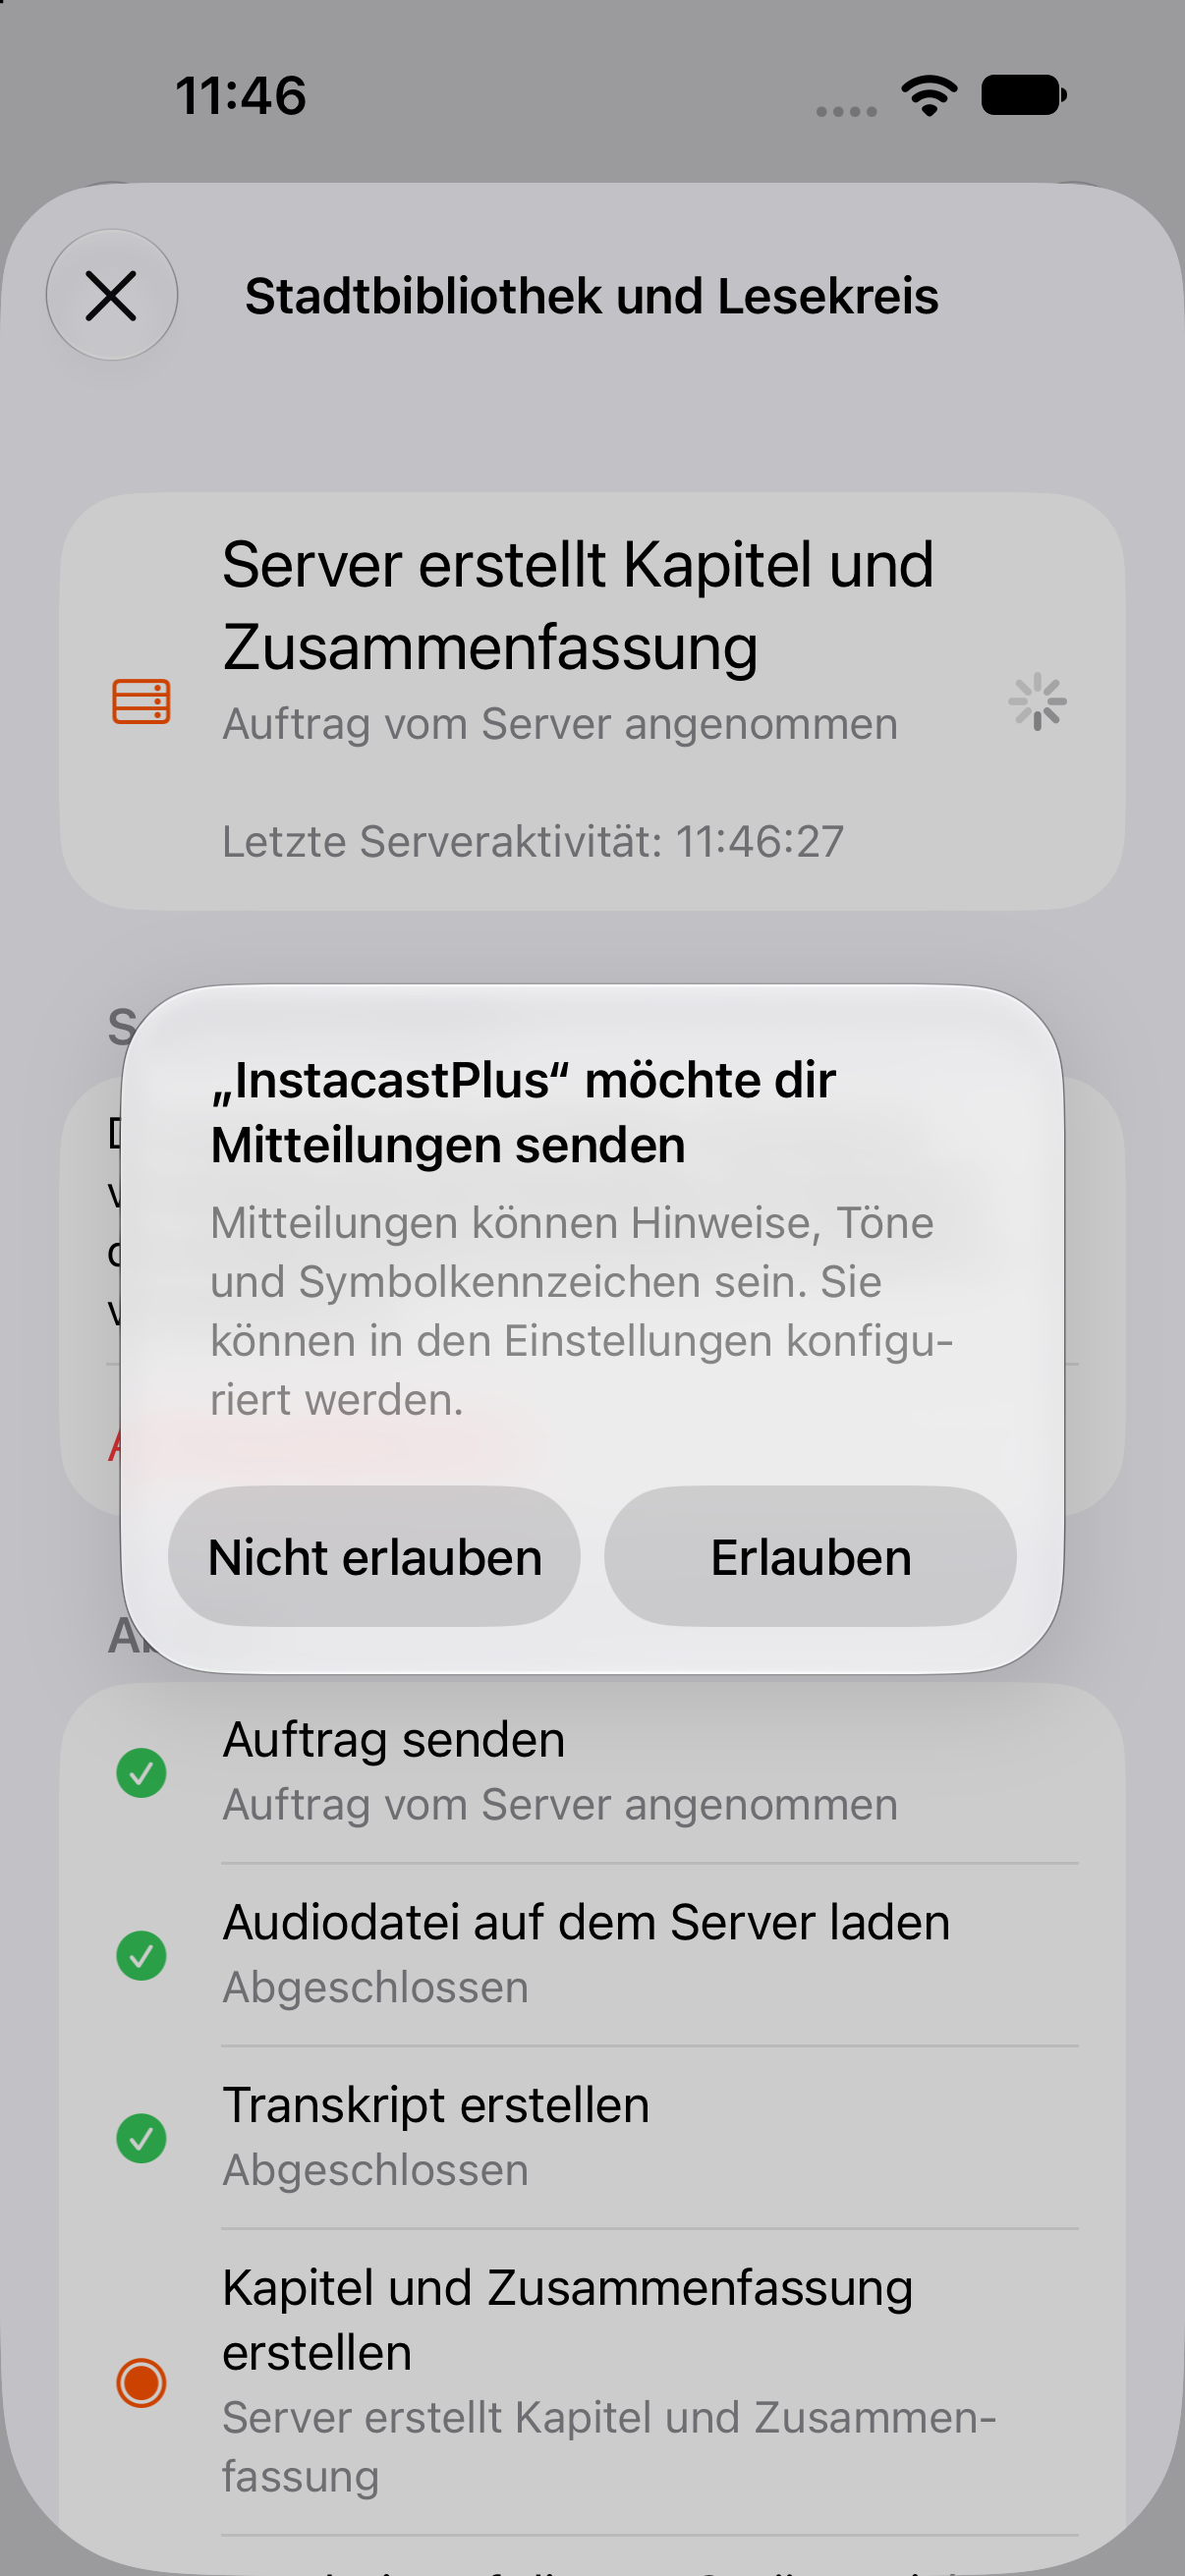 11:46
Stadtbibliothek und Lesekreis
Server erstellt Kapitel und
Zusammenfassung
Auftrag vom Server angenommen
Letzte Serveraktivität: 11:46:27
„InstacastPlus“ möchte dir
Mitteilungen senden
Mitteilungen können Hinweise, Töne
und Symbolkennzeichen sein. Sie
können in den Einstellungen konfigu-
riert werden.
Nicht erlauben
Erlauben
Auftrag senden
Auftrag vom Server angenommen
Audiodatei auf dem Server laden
Abgeschlossen
Transkript erstellen
Abgeschlossen
Kapitel und Zusammenfassung
erstellen
Server erstellt Kapitel und Zusammen-
fassung